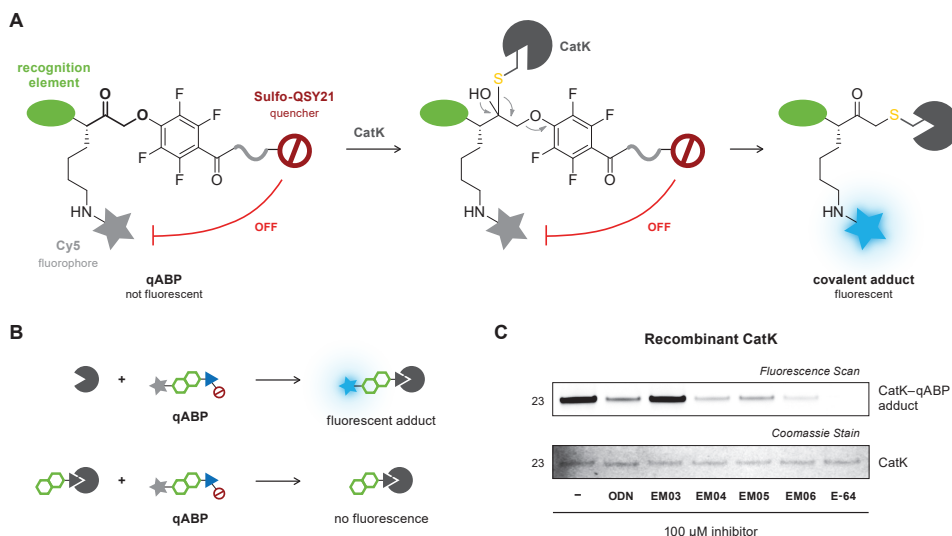 A
recognition
element
O
O
F
F
F
F
O
HN
Sulfo-QSY21
quencher
OFF
Cy5
fluorophore
qABP
not fluorescent
CatK
CatK
S
HO
O
F
F
F
F
O
HN
OFF
O
S
HN
covalent adduct
fluorescent
B
+
qABP
fluorescent adduct
+
qABP
no fluorescence
C
Recombinant CatK
Fluorescence Scan
23
CatK–qABP
adduct
Coomassie Stain
23
CatK
– ODN EM03 EM04 EM05 EM06 E-64
100 µM inhibitor